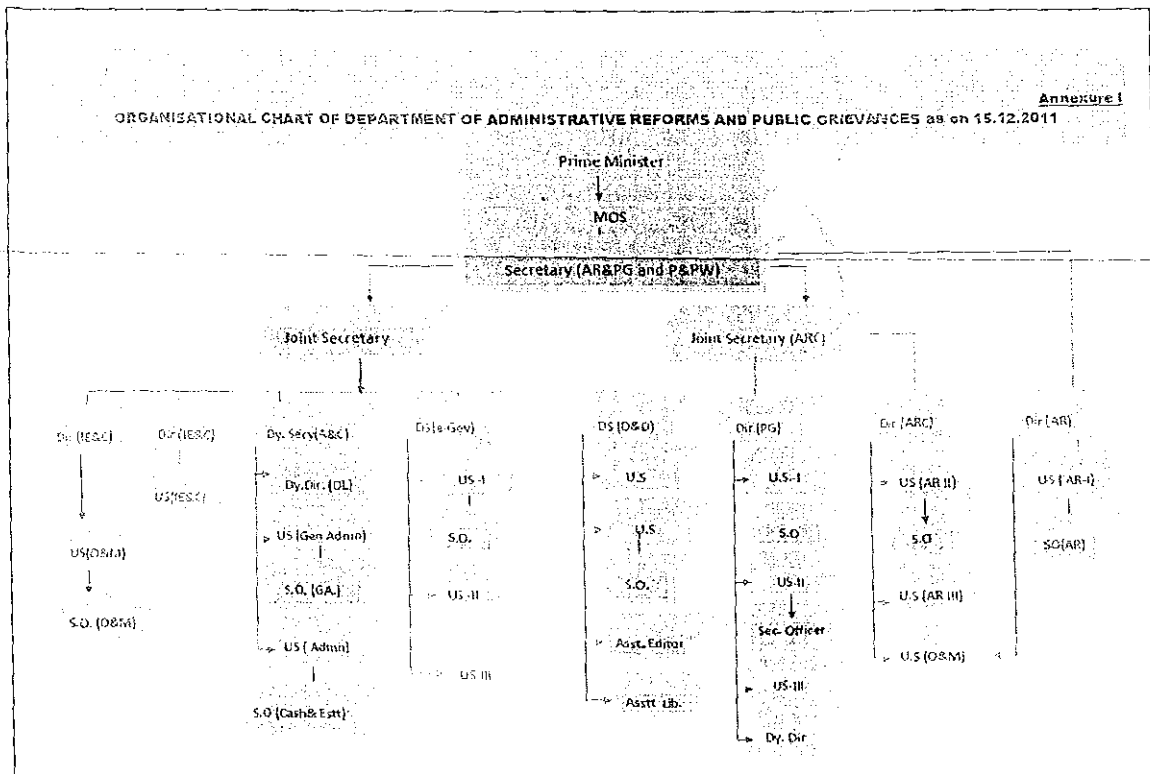 Annexure I
ORGANISATIONAL CHART OF DEPARTMENT OF ADMINISTRATIVE REFORMS AND PUBLIC GRIEVANCES as on 15.12.2011
Prime Minister
MOS
Secretary (AR&PG and P&PW)
Joint Secretary
Joint Secretary (ARC)
Dir (IE&C)
US(O&M)
S.O. (O&M)
Dir (IE&C)
US(IE&C)
Dy. Secy(A&C)
Dy.Dir. (OL)
US (Gen Admn)
S.O. (GA.)
US ( Admn)
S.O (Cash& Estt)
DS(e-Gov)
US -I
S.O.
US-II
US-III
DS (D&D)
U.S
U.S
S.O.
Asst. Editor
Asstt Lib.
Dir.(PG)
U.S.-I
S.O
US-II
Sec. Officer
US-III
Dy. Dir
Dir (ARC)
US (AR II)
S.O
U.S (AR III)
U.S (O&M)
Dir (AR)
US (AR-I)
SO(AR)